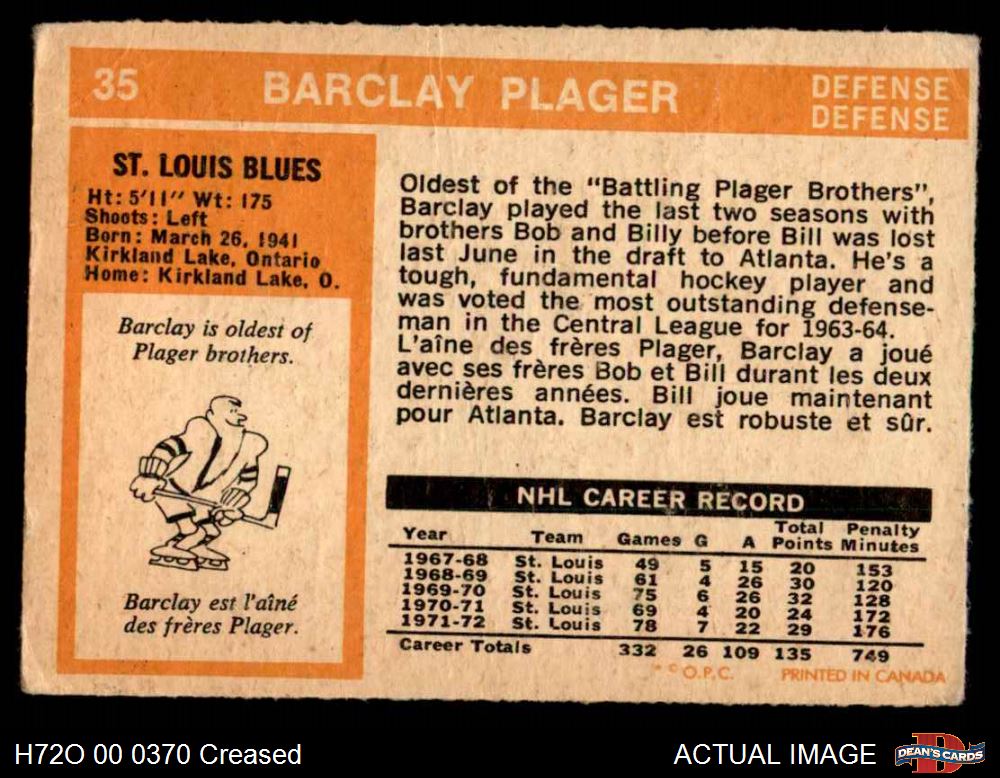 35 BARCLAY PLAGER DEFENSE
DEFENSE
ST. LOUIS BLUES
Ht: 5'11" Wt: 175
Shoots: Left
Born: March 26, 1941
Kirkland Lake, Ontario
Home: Kirkland Lake, O.
Barclay is oldest of
Plager brothers.
Barclay est l'aîné
des frères Plager.
Oldest of the "Battling Plager Brothers",
Barclay played the last two seasons with
brothers Bob and Billy before Bill was lost
last June in the draft to Atlanta. He's a
tough, fundamental hockey player and
was voted the most outstanding defense-
man in the Central League for 1963-64.
L'aîne des frères Plager, Barclay a joué
avec ses frères Bob et Bill durant les deux
dernières années. Bill joue maintenant
pour Atlanta. Barclay est robuste et sûr.
NHL CAREER RECORD
Year Team Games G A Total Points Penalty Minutes
1967-68 St. Louis 49 5 15 20 153
1968-69 St. Louis 61 4 26 30 120
1969-70 St. Louis 75 6 26 32 128
1970-71 St. Louis 69 4 20 24 172
1971-72 St. Louis 78 7 22 29 176
Career Totals 332 26 109 135 749
© O.P.C. PRINTED IN CANADA
H72O 00 0370 Creased
ACTUAL IMAGE
DEAN'S CARDS